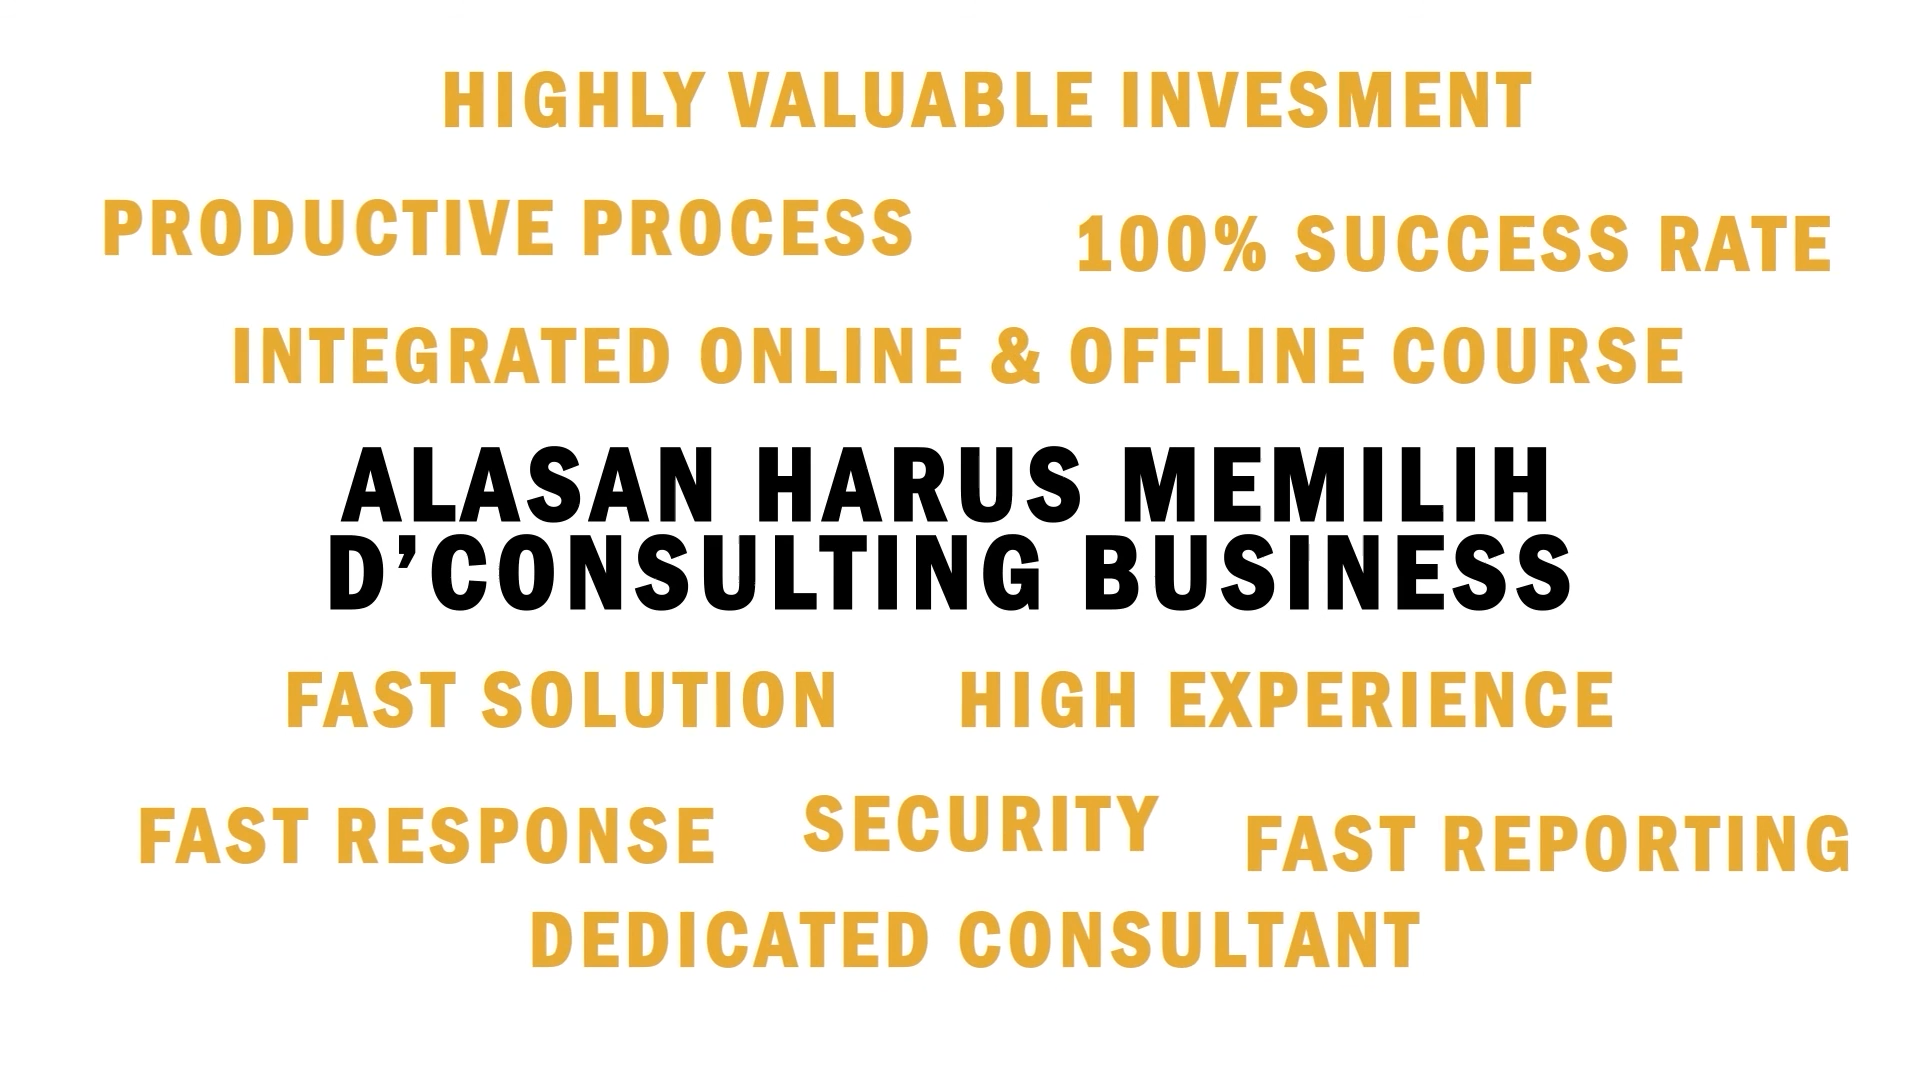 HIGHLY VALUABLE INVESMENT
PRODUCTIVE PROCESS
100% SUCCESS RATE
INTEGRATED ONLINE & OFFLINE COURSE
ALASAN HARUS MEMILIH
D’CONSULTING BUSINESS
FAST SOLUTION
HIGH EXPERIENCE
FAST RESPONSE
SECURITY
FAST REPORTING
DEDICATED CONSULTANT